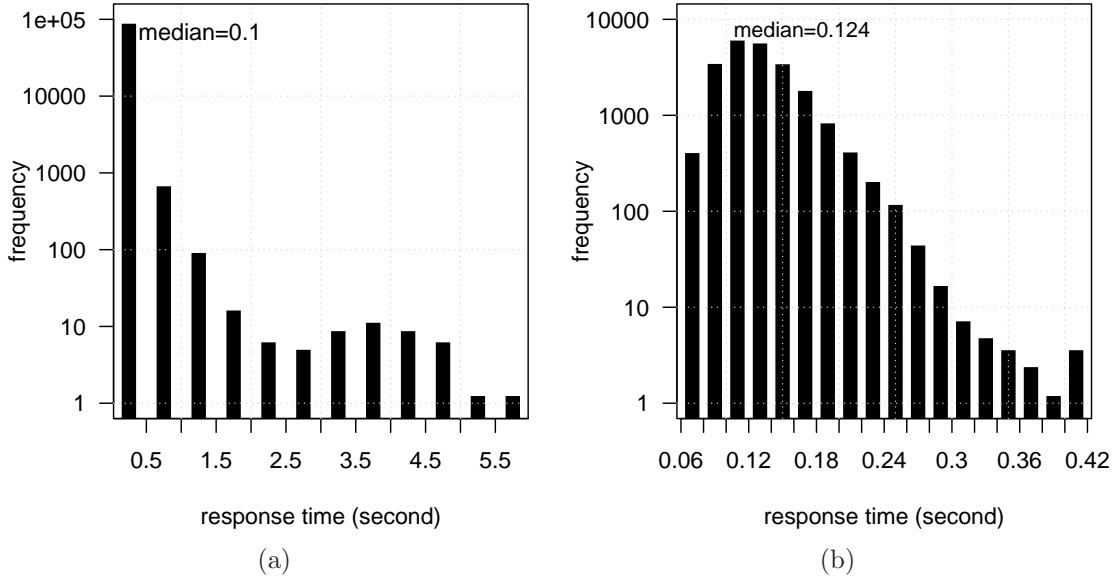 1e+05
10000
1000
100
10
1
frequency
median=0.1
0.5 1.5 2.5 3.5 4.5 5.5
response time (second)
(a)
10000
1000
100
10
1
frequency
median=0.124
0.06 0.12 0.18 0.24 0.3 0.36 0.42
response time (second)
(b)